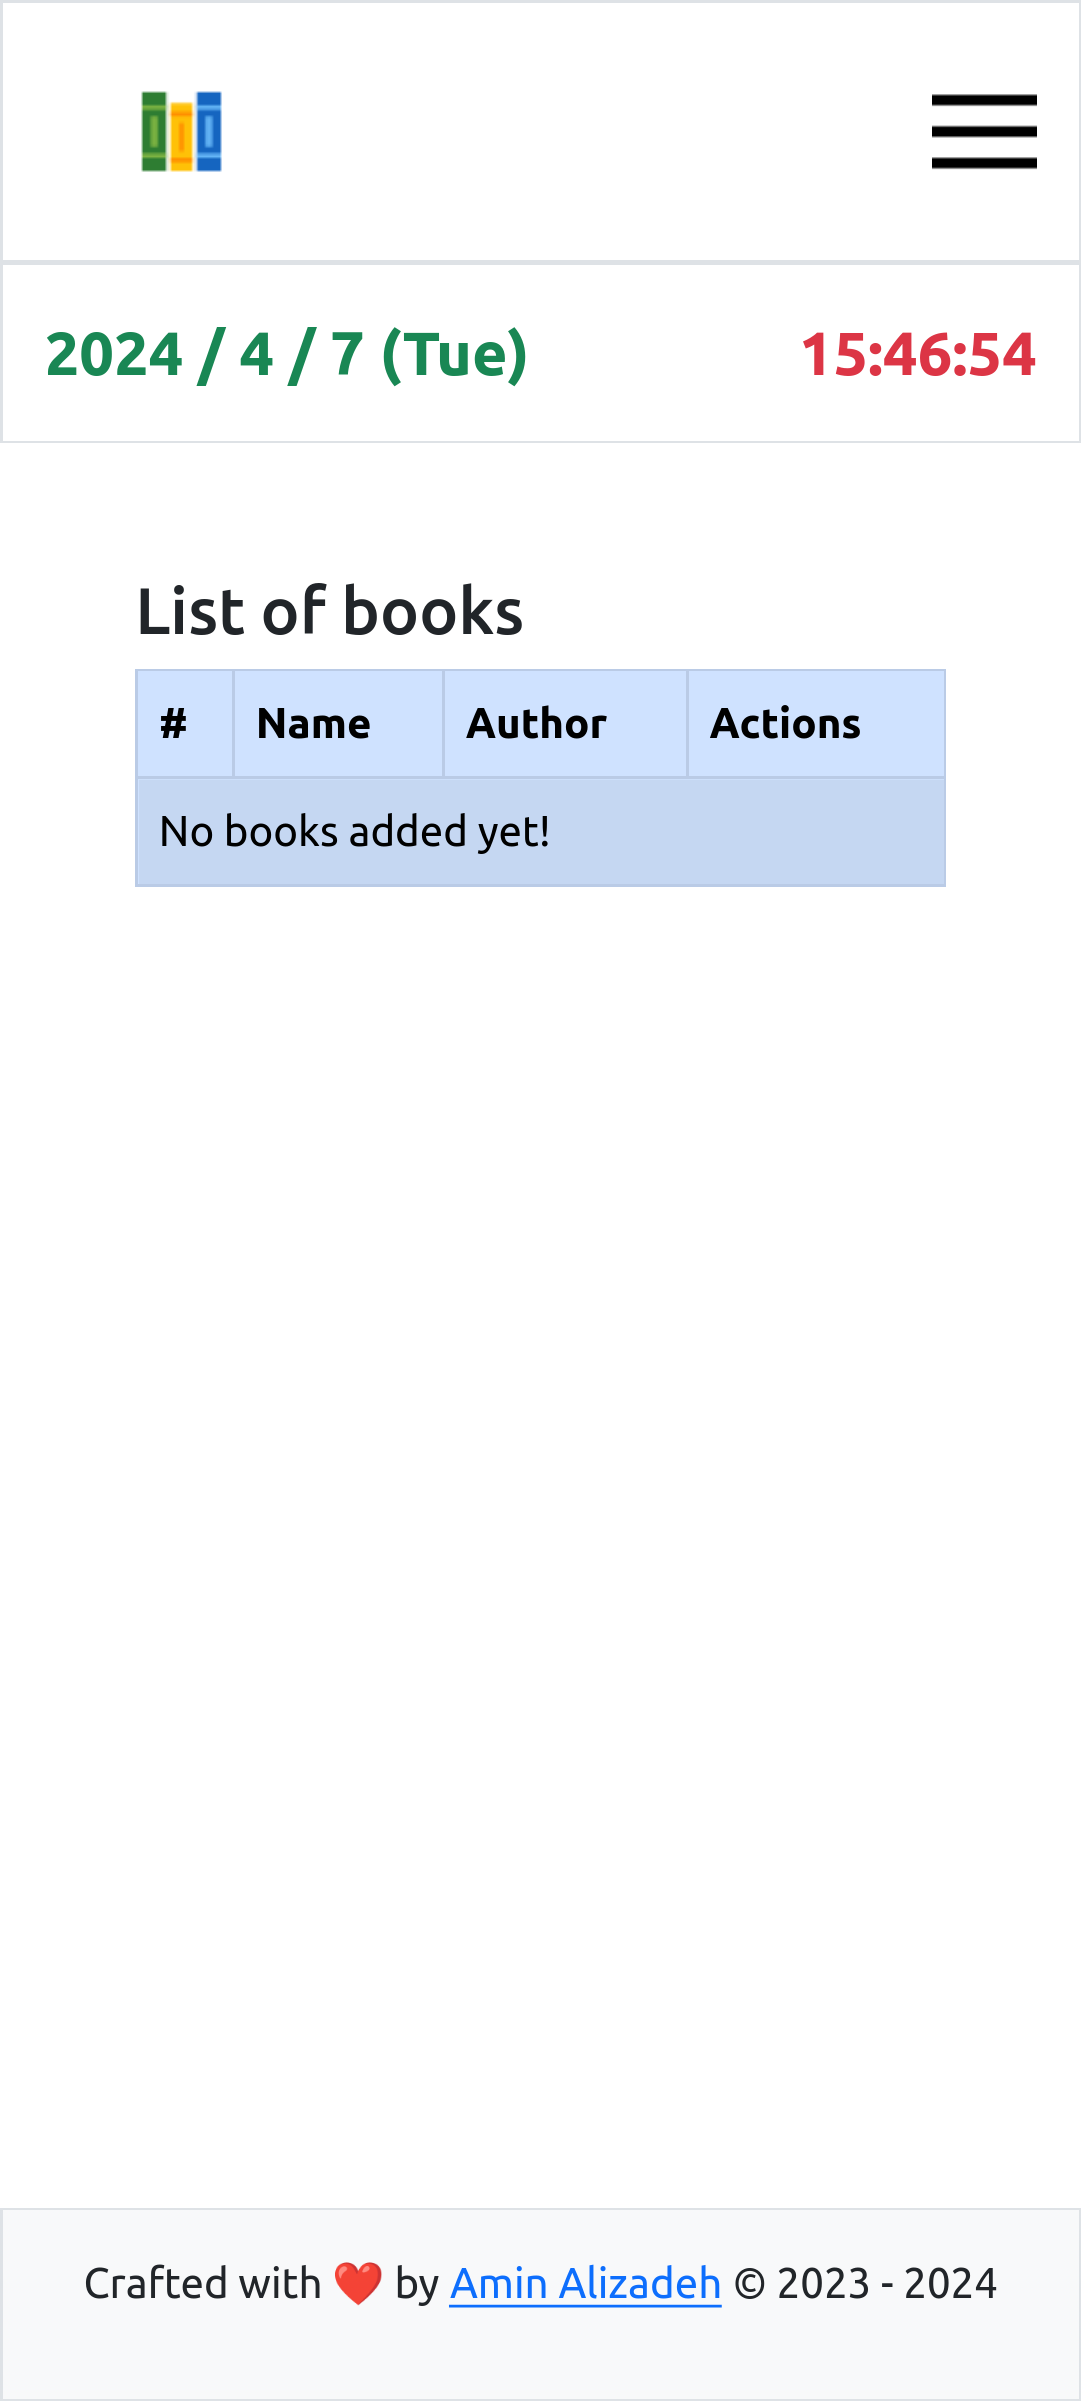 2024 / 4 / 7 (Tue) 15:46:54
List of books
# Name Author Actions
No books added yet!
Crafted with ❤️ by Amin Alizadeh © 2023 - 2024